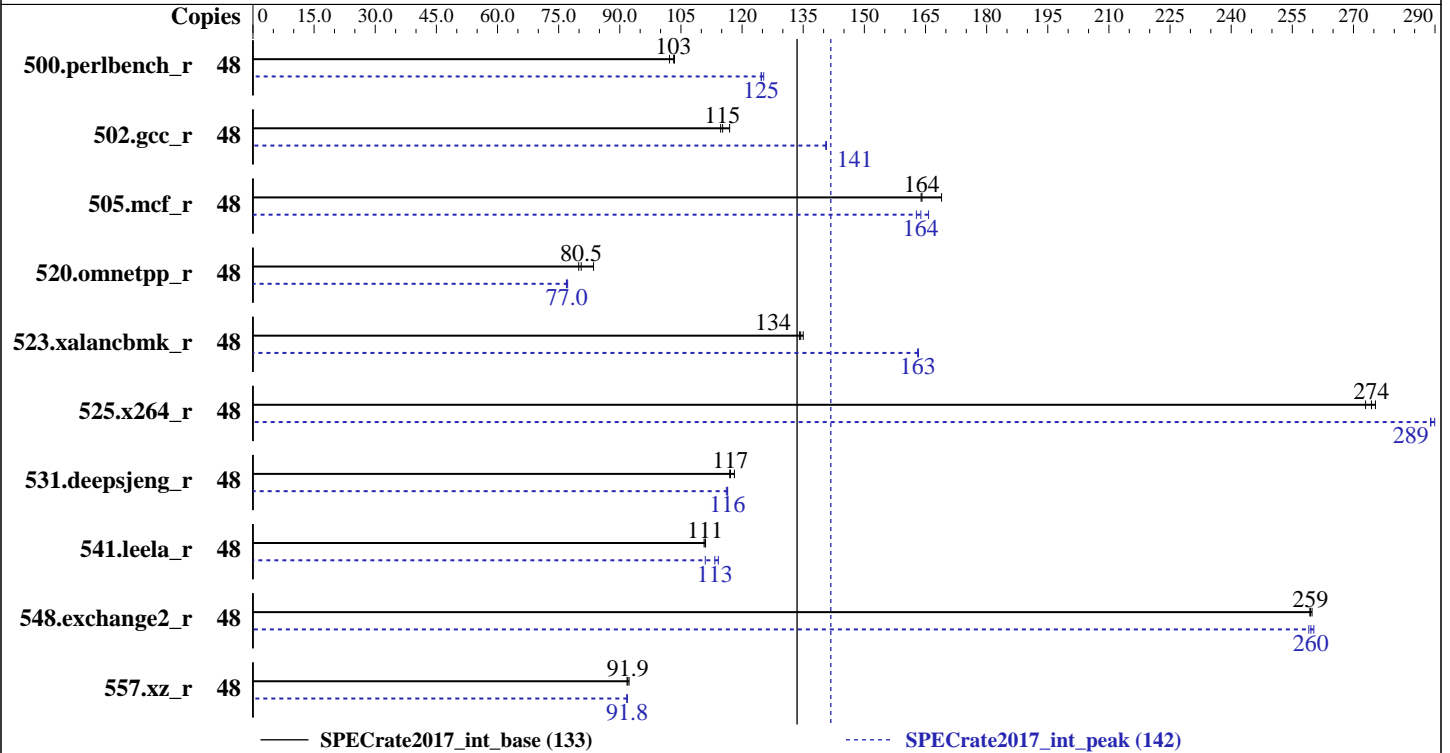 Copies 0 15.0 30.0 45.0 60.0 75.0 90.0 105 120 135 150 165 180 195 210 225 240 255 270 290
103
500.perlbench_r 48
125
115
502.gcc_r 48
141
164
505.mcf_r 48
164
80.5
520.omnetpp_r 48
77.0
134
523.xalancbmk_r 48
163
274
525.x264_r 48
289
117
531.deepsjeng_r 48
116
111
541.leela_r 48
113
259
548.exchange2_r 48
260
91.9
557.xz_r 48
91.8
SPECrate2017_int_base (133) SPECrate2017_int_peak (142)